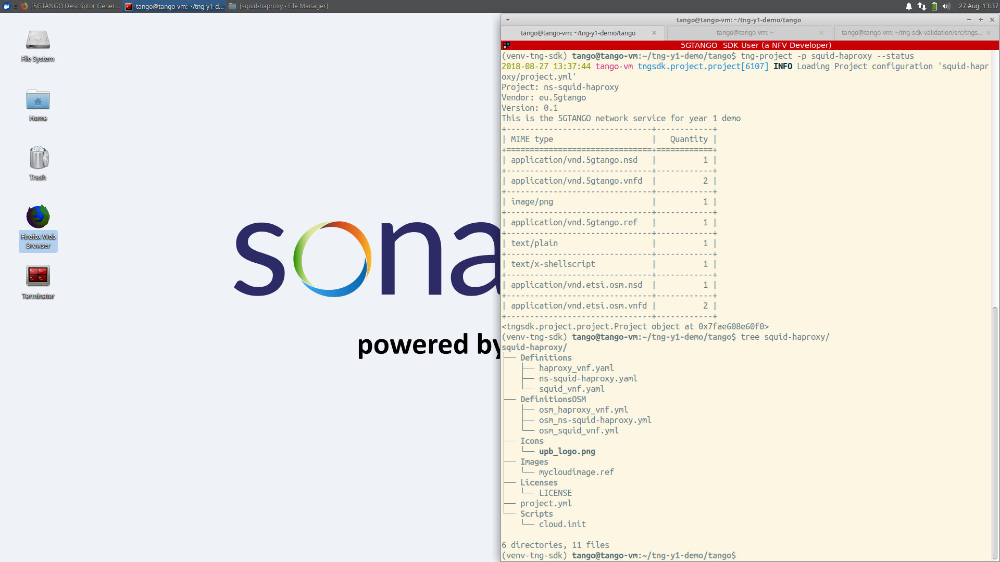 [5GTANGO Descriptor Gener...
tango@tango-vm: ~/tng-y1-d...
[squid-haproxy - File Manager]
27 Aug, 13:37
File System
Home
Trash
Firefox Web
Browser
Terminator
sona
powered by
tango@tango-vm: ~/tng-y1-demo/tango
tango@tango-vm: ~/tng-y1-demo/tango
tango@tango-vm: ~
tango@tango-vm: ~/tng-sdk-validation/src/tngs...
5GTANGO SDK User (a NFV Developer)
(venv-tng-sdk) tango@tango-vm:~/tng-y1-demo/tango$ tng-project -p squid-haproxy --status
2018-08-27 13:37:44 tango-vm tngsdk.project.project[6107] INFO Loading Project configuration 'squid-hapr
oxy/project.yml'
Project: ns-squid-haproxy
Vendor: eu.5gtango
Version: 0.1
This is the 5GTANGO network service for year 1 demo
+-------------------------------+------------+
| MIME type                     |   Quantity |
+===============================+============+
| application/vnd.5gtango.nsd   |          1 |
+-------------------------------+------------+
| application/vnd.5gtango.vnfd  |          2 |
+-------------------------------+------------+
| image/png                     |          1 |
+-------------------------------+------------+
| application/vnd.5gtango.ref   |          1 |
+-------------------------------+------------+
| text/plain                    |          1 |
+-------------------------------+------------+
| text/x-shellscript            |          1 |
+-------------------------------+------------+
| application/vnd.etsi.osm.nsd  |          1 |
+-------------------------------+------------+
| application/vnd.etsi.osm.vnfd |          2 |
+-------------------------------+------------+
<tngsdk.project.project.Project object at 0x7fae608e60f0>
(venv-tng-sdk) tango@tango-vm:~/tng-y1-demo/tango$ tree squid-haproxy/
squid-haproxy/
├── Definitions
│   ├── haproxy_vnf.yaml
│   ├── ns-squid-haproxy.yaml
│   └── squid_vnf.yaml
├── DefinitionsOSM
│   ├── osm_haproxy_vnf.yml
│   ├── osm_ns-squid-haproxy.yml
│   └── osm_squid_vnf.yml
├── Icons
│   └── upb_logo.png
├── Images
│   └── mycloudimage.ref
├── Licenses
│   └── LICENSE
├── project.yml
└── Scripts
    └── cloud.init
6 directories, 11 files
(venv-tng-sdk) tango@tango-vm:~/tng-y1-demo/tango$